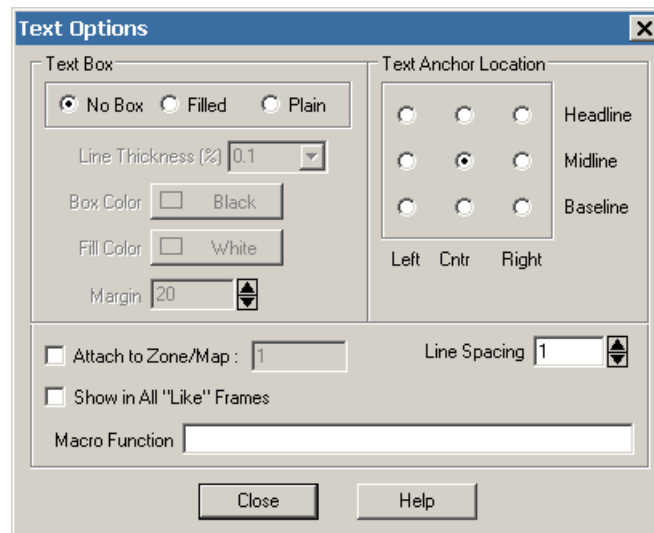 Text Options
Text Box
No Box Filled Plain
Line Thickness (%) 0.1
Box Color Black
Fill Color White
Margin 20
Text Anchor Location
Headline
Midline
Baseline
Left Cntr Right
Attach to Zone/Map : 1
Line Spacing 1
Show in All "Like" Frames
Macro Function
Close Help